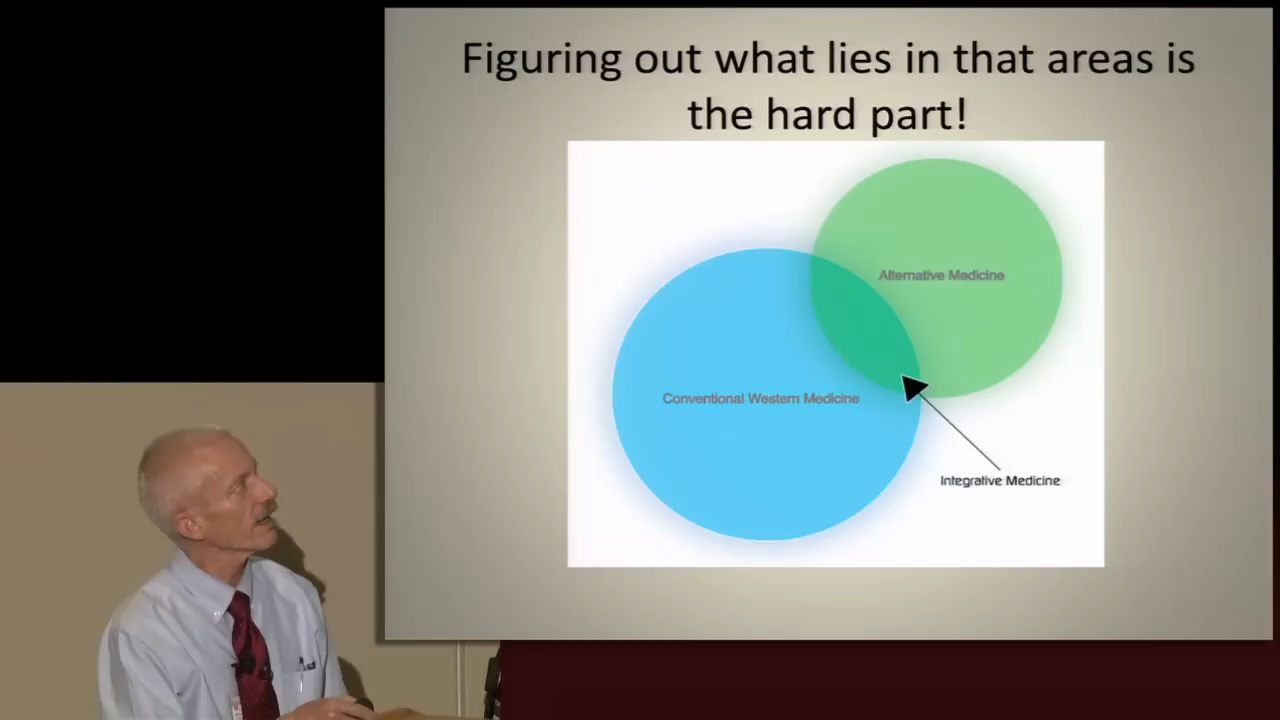 Figuring out what lies in that areas is
the hard part!
Alternative Medicine
Conventional Western Medicine
Integrative Medicine